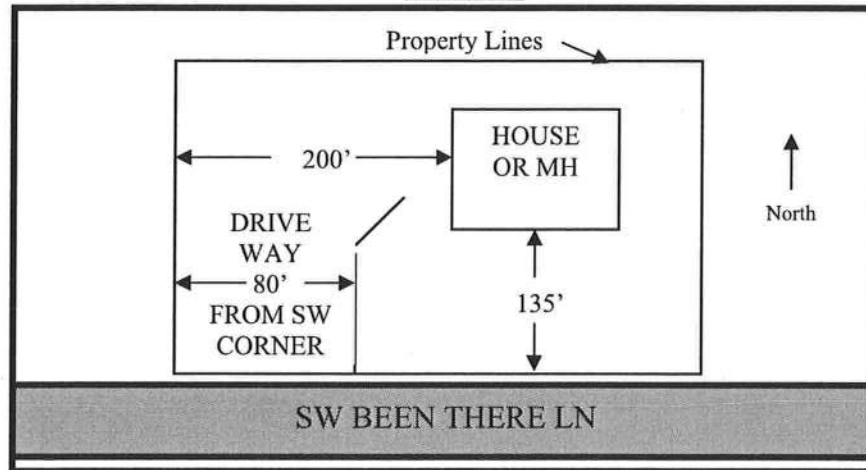 Property Lines
HOUSE
OR MH
200’
North
DRIVE
WAY
80’
FROM SW
CORNER
135’
SW BEEN THERE LN